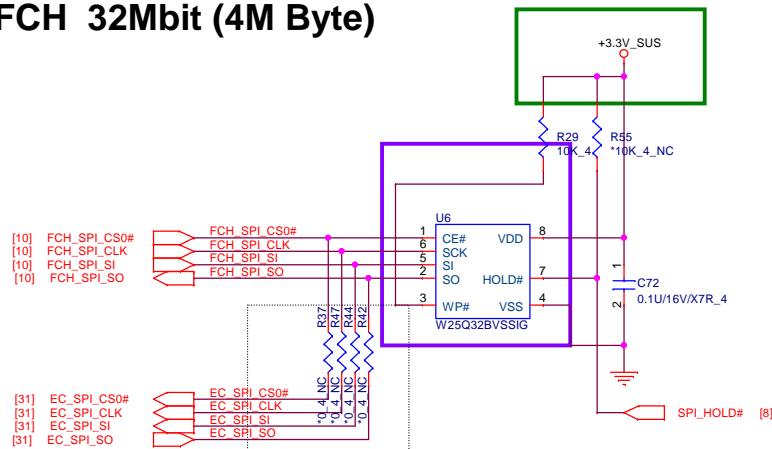 FCH 32Mbit (4M Byte)
+3.3V_SUS
R29
10K_4
R55
*10K_4_NC
U6
[10] FCH_SPI_CS0# FCH_SPI_CS0# 1 CE# VDD 8
[10] FCH_SPI_CLK FCH_SPI_CLK 6 SCK
[10] FCH_SPI_SI FCH_SPI_SI 5 SI HOLD# 7
[10] FCH_SPI_SO FCH_SPI_SO 2 SO
3 WP# VSS 4
W25Q32BVSSIG
1
C72
0.1U/16V/X7R_4
2
R37
R47
R44
R42
*0_4_NC
*0_4_NC
*0_4_NC
*0_4_NC
[31] EC_SPI_CS0# EC_SPI_CS0#
[31] EC_SPI_CLK EC_SPI_CLK
[31] EC_SPI_SI EC_SPI_SI
[31] EC_SPI_SO EC_SPI_SO
SPI_HOLD# [8]